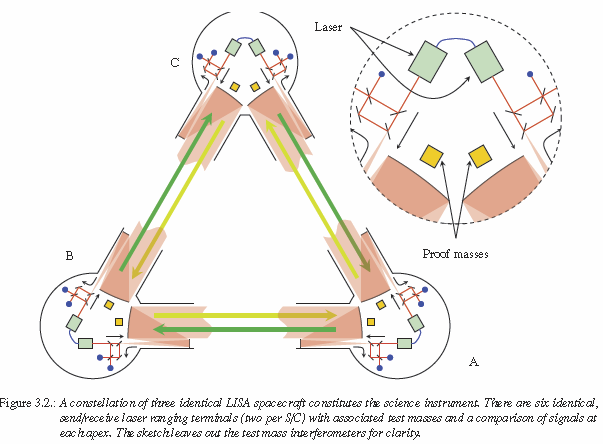 Laser
C
B
Proof masses
A
Figure 3.2.: A constellation of three identical LISA spacecraft constitutes the science instrument. There are six identical,
send/receive laser ranging terminals (two per S/C) with associated test masses and a comparison of signals at
each apex. The sketch leaves out the test mass interferometers for clarity.